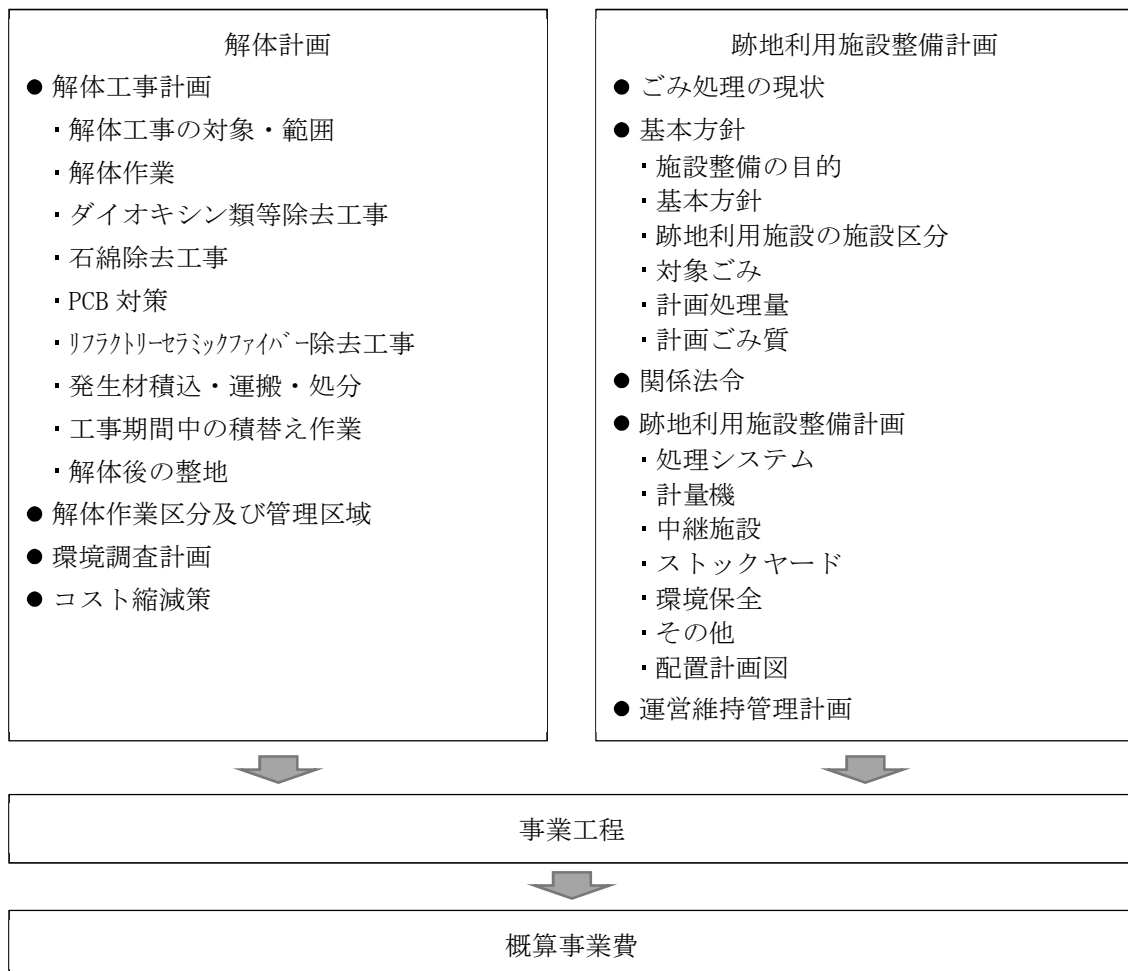 解体計画
● 解体工事計画
・解体工事の対象・範囲
・解体作業
・ダイオキシン類等除去工事
・石綿除去工事
・PCB 対策
・ﾘﾌﾗｸﾄﾘｰｾﾗﾐｯｸﾌｧｲﾊﾞｰ除去工事
・発生材積込・運搬・処分
・工事期間中の積替え作業
・解体後の整地
● 解体作業区分及び管理区域
● 環境調査計画
● コスト縮減策
跡地利用施設整備計画
● ごみ処理の現状
● 基本方針
・施設整備の目的
・基本方針
・跡地利用施設の施設区分
・対象ごみ
・計画処理量
・計画ごみ質
● 関係法令
● 跡地利用施設整備計画
・処理システム
・計量機
・中継施設
・ストックヤード
・環境保全
・その他
・配置計画図
● 運営維持管理計画
事業工程
概算事業費